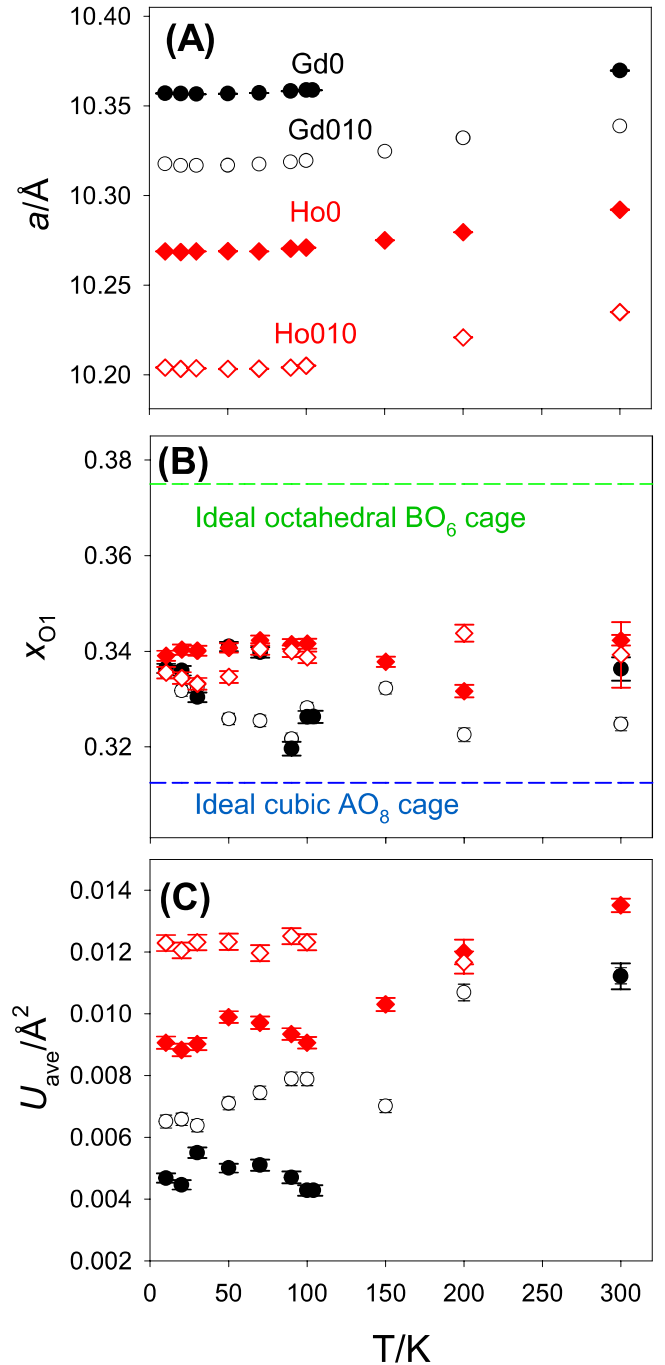 10.40
(A)
Gd0
10.35
Gd010
10.30
a/Å
Ho0
10.25
Ho010
10.20
0.38
(B)
Ideal octahedral BO₆ cage
0.36
x_O1
0.34
0.32
Ideal cubic AO₈ cage
0.014
(C)
0.012
0.010
U_ave/Å²
0.008
0.006
0.004
0.002
0 50 100 150 200 250 300
T/K